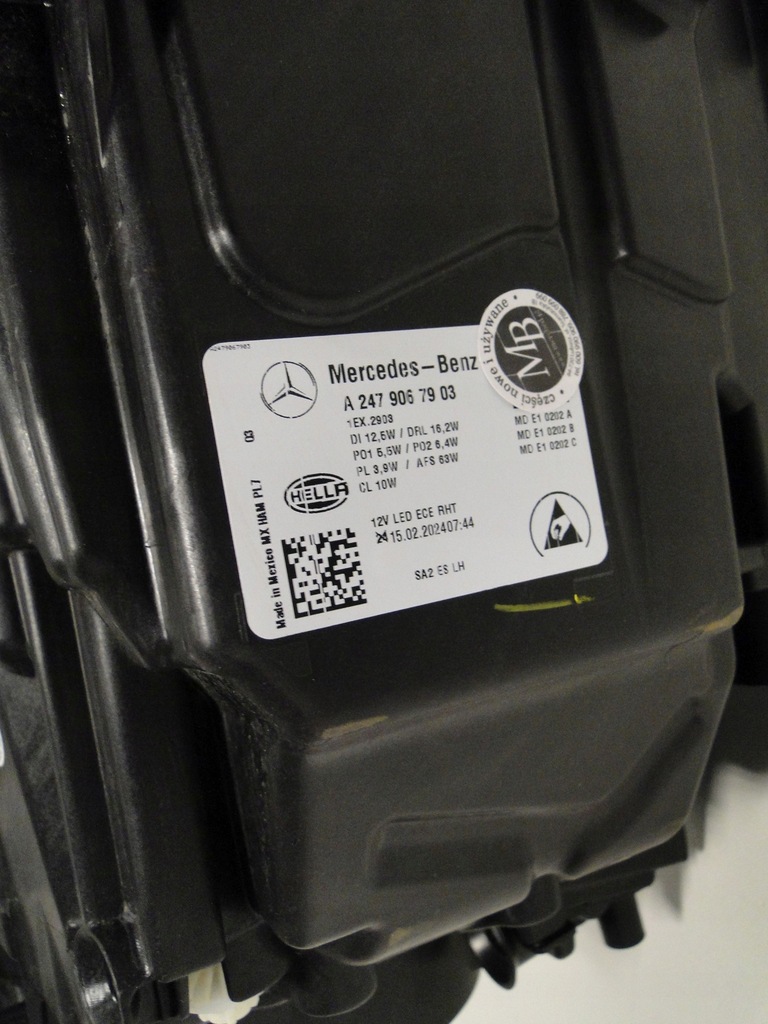 A2479067903
Mercedes-Benz
A 247 906 79 03
1EX.2903
DI 12,6W / DRL 16,2W
PO1 5,5W / PO2 6,4W
PL 3,9W / AFS 63W
CL 10W
MD E1 0202 A
MD E1 0202 B
MD E1 0202 C
03
HELLA
12V LED ECE RHT
15.02.202407:44
SA2 ES LH
Made in Mexico MX HAM PL7
części nowe i używane
MB